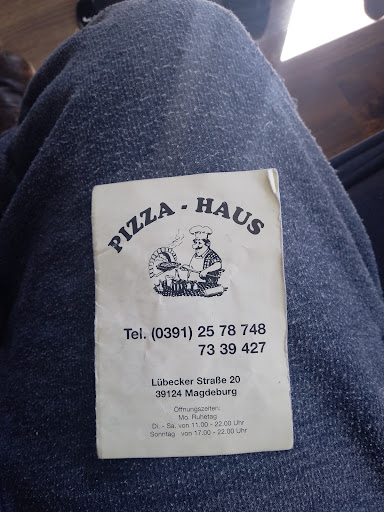 PIZZA - HAUS
Tel. (0391) 25 78 748
73 39 427
Lübecker Straße 20
39124 Magdeburg
Öffnungszeiten:
Mo. Ruhetag
Di. - Sa. von 11.00 - 22.00 Uhr
Sonntag von 17.00 - 22.00 Uhr